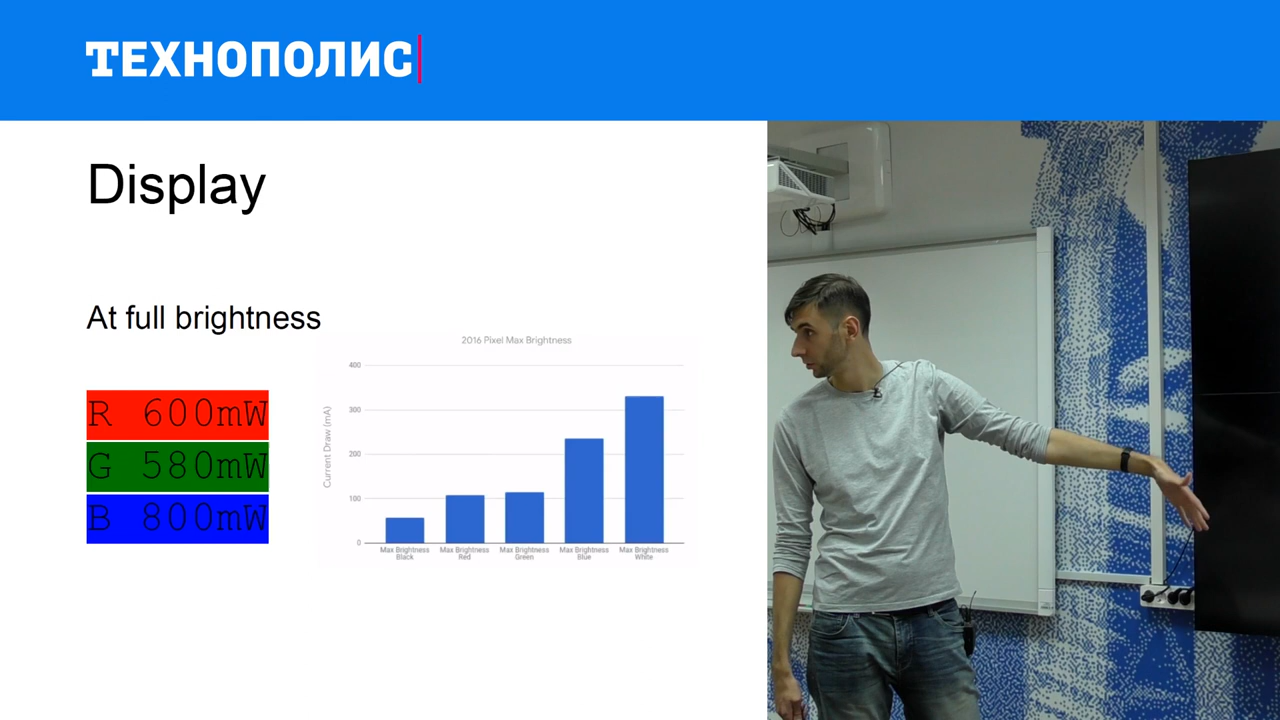 ТЕХНОПОЛИС
Display
At full brightness
R 600mW
G 580mW
B 800mW
2016 Pixel Max Brightness
Current Draw (mA)
400
300
200
100
0
Max Brightness Black
Max Brightness Red
Max Brightness Green
Max Brightness Blue
Max Brightness White